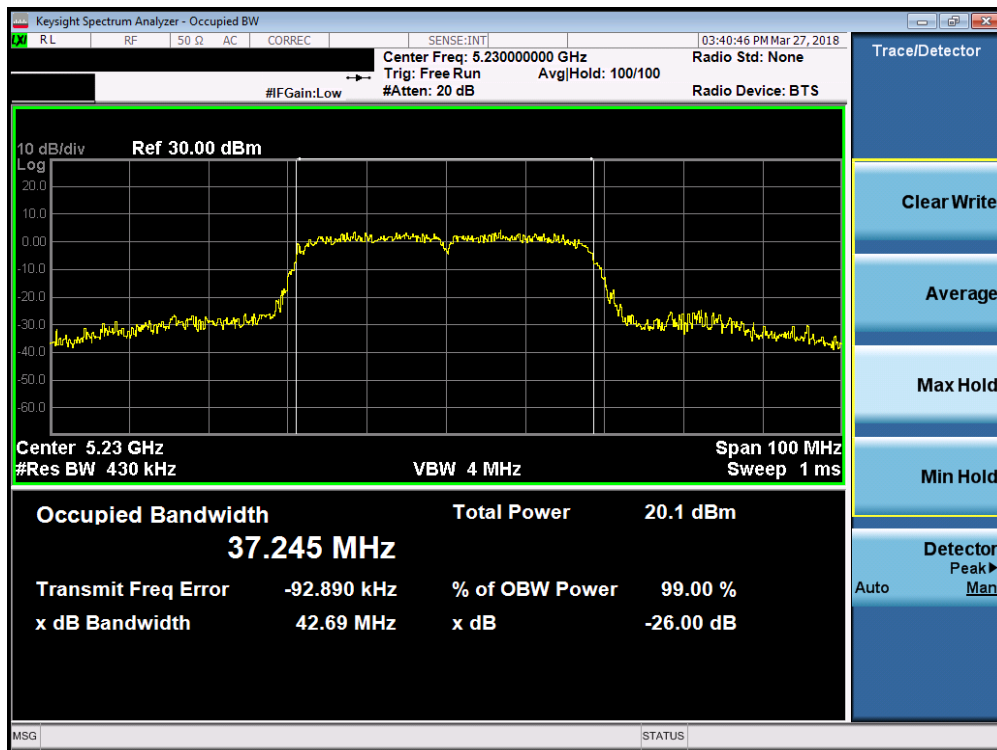 Keysight Spectrum Analyzer - Occupied BW
LXI RL RF 50 Ω AC CORREC SENSE:INT 03:40:46 PM Mar 27, 2018
Center Freq: 5.230000000 GHz Radio Std: None
Trig: Free Run Avg|Hold: 100/100
#IFGain:Low #Atten: 20 dB Radio Device: BTS
Trace/Detector
10 dB/div Ref 30.00 dBm
Log
20.0
10.0
0.00
-10.0
-20.0
-30.0
-40.0
-50.0
-60.0
Center 5.23 GHz Span 100 MHz
#Res BW 430 kHz VBW 4 MHz Sweep 1 ms
Clear Write
Average
Max Hold
Min Hold
Detector
Peak▶
Auto Man
Occupied Bandwidth Total Power 20.1 dBm
37.245 MHz
Transmit Freq Error -92.890 kHz % of OBW Power 99.00 %
x dB Bandwidth 42.69 MHz x dB -26.00 dB
MSG STATUS